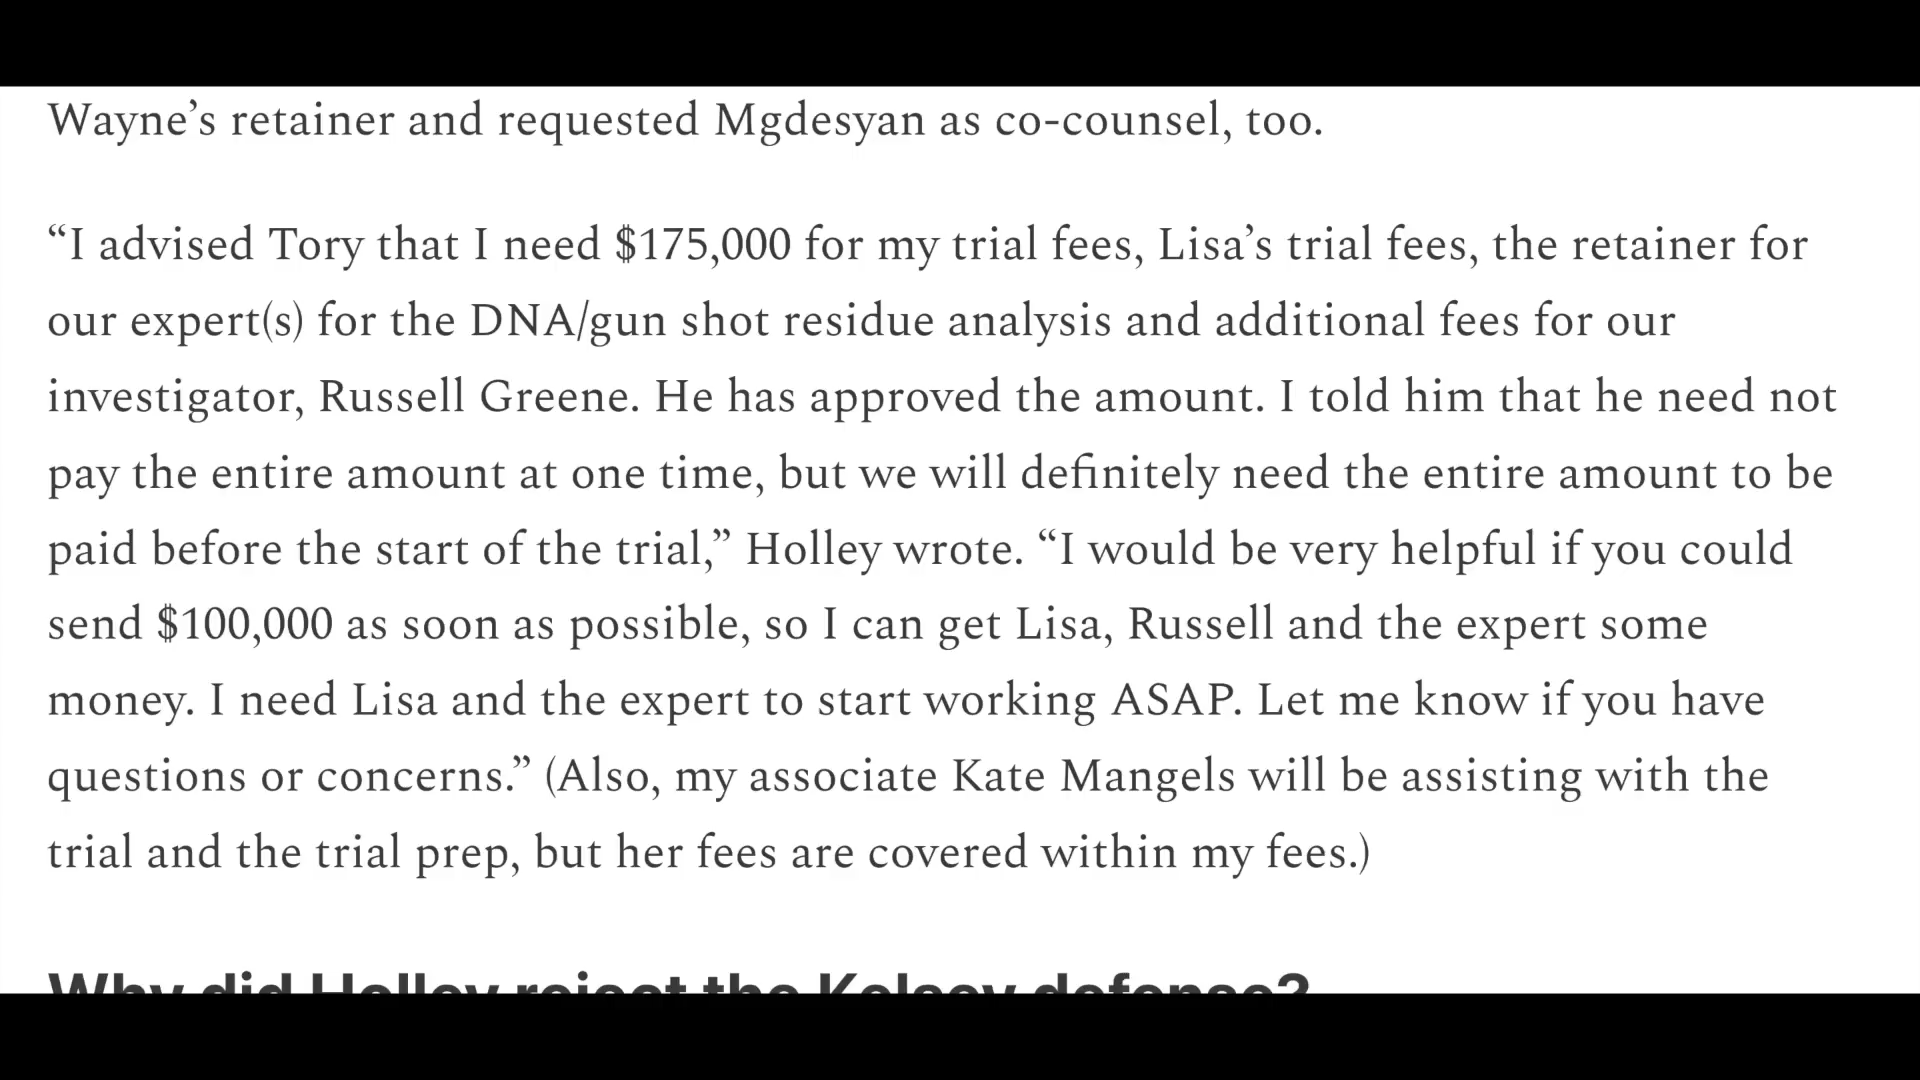 Wayne’s retainer and requested Mgdesyan as co-counsel, too.
“I advised Tory that I need $175,000 for my trial fees, Lisa’s trial fees, the retainer for
our expert(s) for the DNA/gun shot residue analysis and additional fees for our
investigator, Russell Greene. He has approved the amount. I told him that he need not
pay the entire amount at one time, but we will definitely need the entire amount to be
paid before the start of the trial,” Holley wrote. “I would be very helpful if you could
send $100,000 as soon as possible, so I can get Lisa, Russell and the expert some
money. I need Lisa and the expert to start working ASAP. Let me know if you have
questions or concerns.” (Also, my associate Kate Mangels will be assisting with the
trial and the trial prep, but her fees are covered within my fees.)
Why did Holley reject the Kelsey defense?